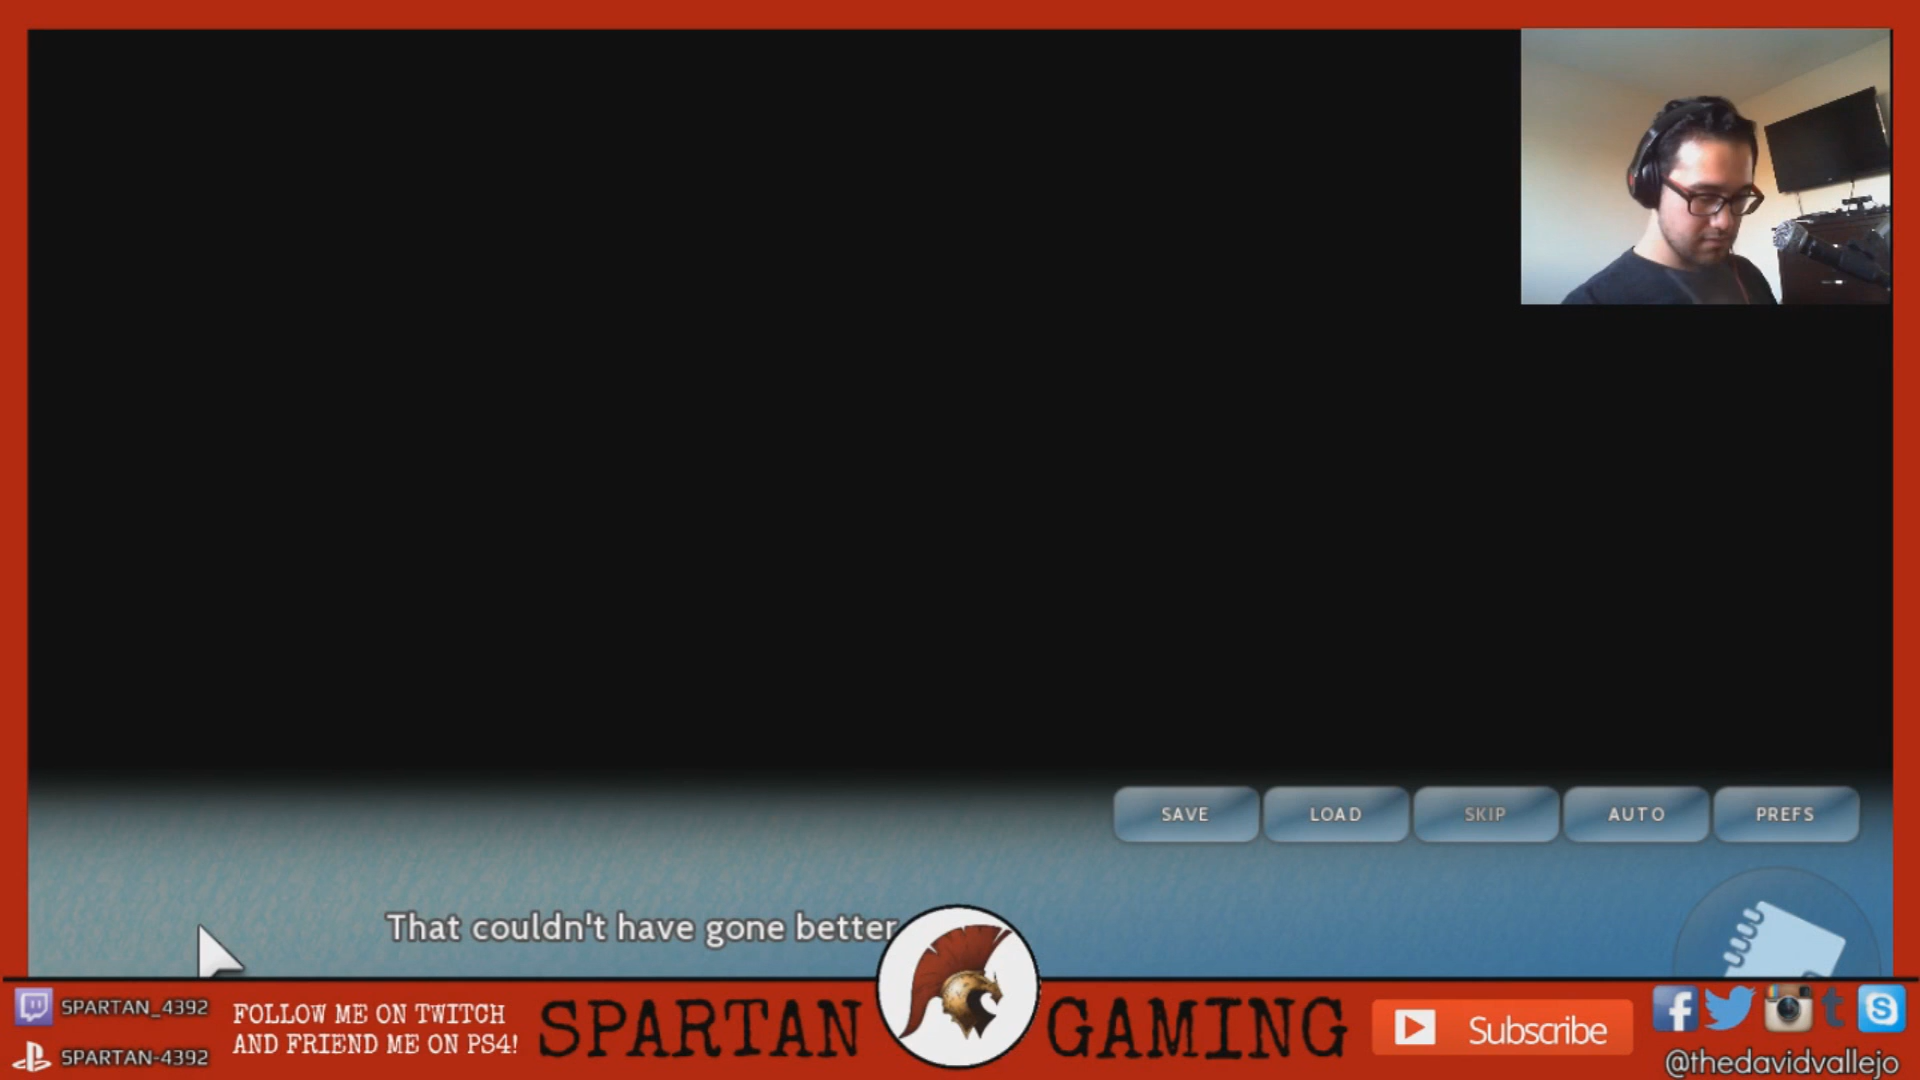 SAVE LOAD SKIP AUTO PREFS
That couldn't have gone better
SPARTAN_4392
SPARTAN-4392
FOLLOW ME ON TWITCH
AND FRIEND ME ON PS4!
SPARTAN GAMING
Subscribe
@thedavidvallejo